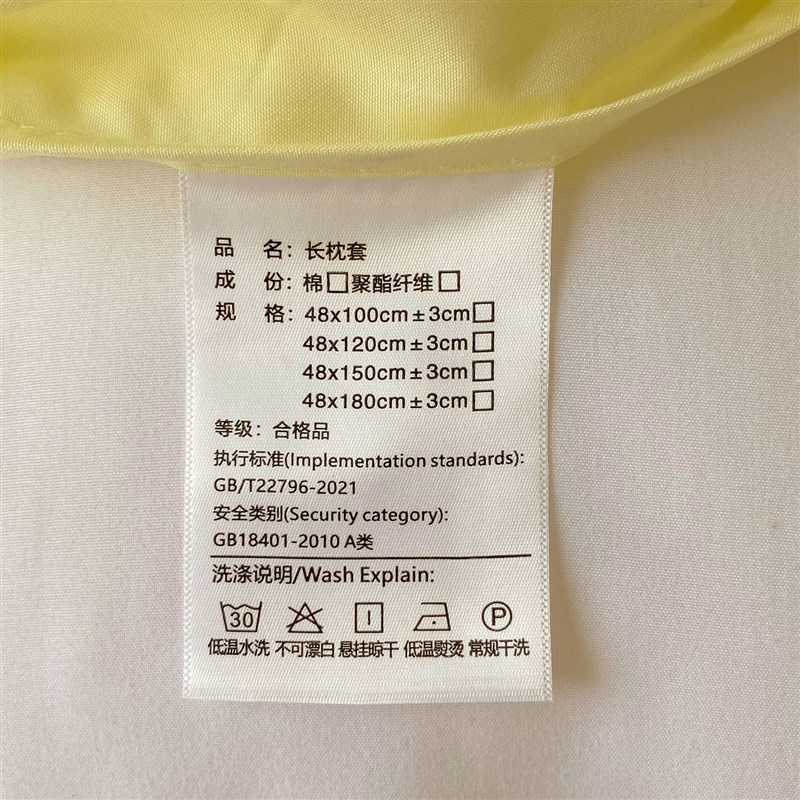 品 名：长枕套
成 份：棉□聚酯纤维□
规 格：48x100cm±3cm□
48x120cm±3cm□
48x150cm±3cm□
48x180cm±3cm□
等级：合格品
执行标准(Implementation standards):
GB/T22796-2021
安全类别(Security category):
GB18401-2010 A类
洗涤说明/Wash Explain:
30 P
低温水洗 不可漂白 悬挂晾干 低温熨烫 常规干洗